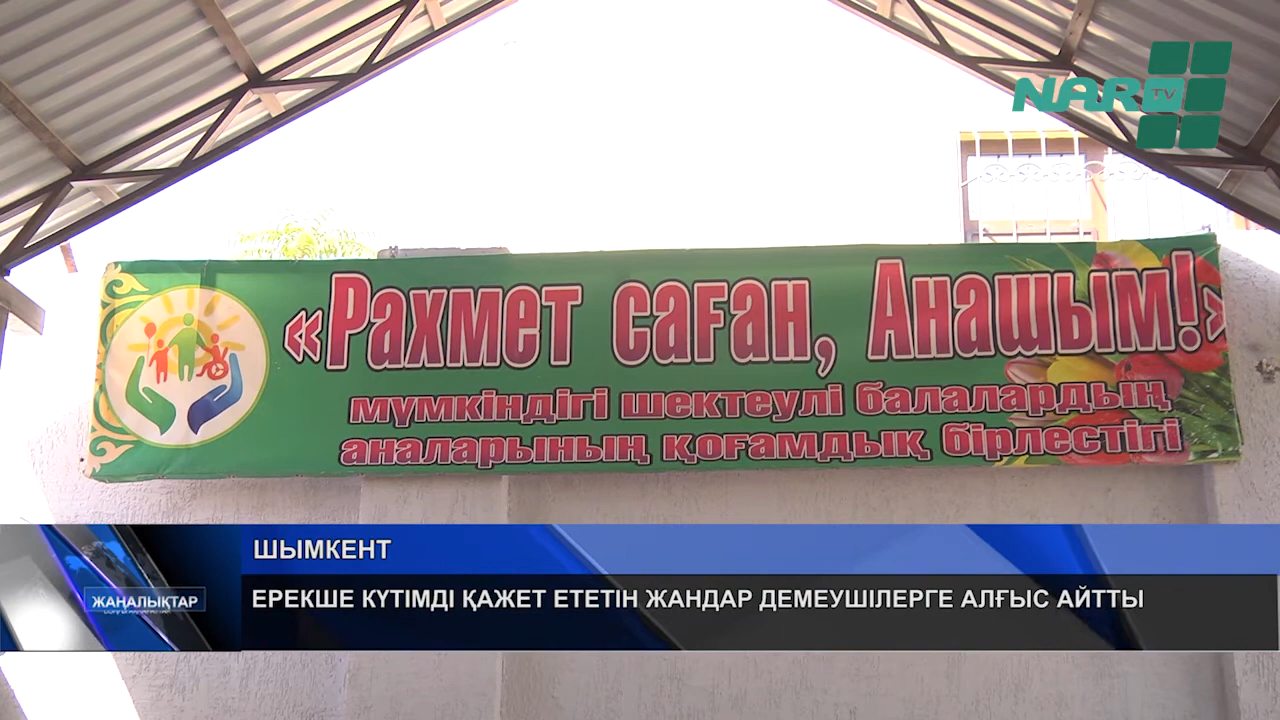 NAR TV
«Рахмет саған, Анашым!»
мүмкіндігі шектеулі балалардың
аналарының қоғамдық бірлестігі
ШЫМКЕНТ
ЖАҢАЛЫҚТАР
ЕРЕКШЕ КҮТІМДІ ҚАЖЕТ ЕТЕТІН ЖАНДАР ДЕМЕУШІЛЕРГЕ АЛҒЫС АЙТТЫ